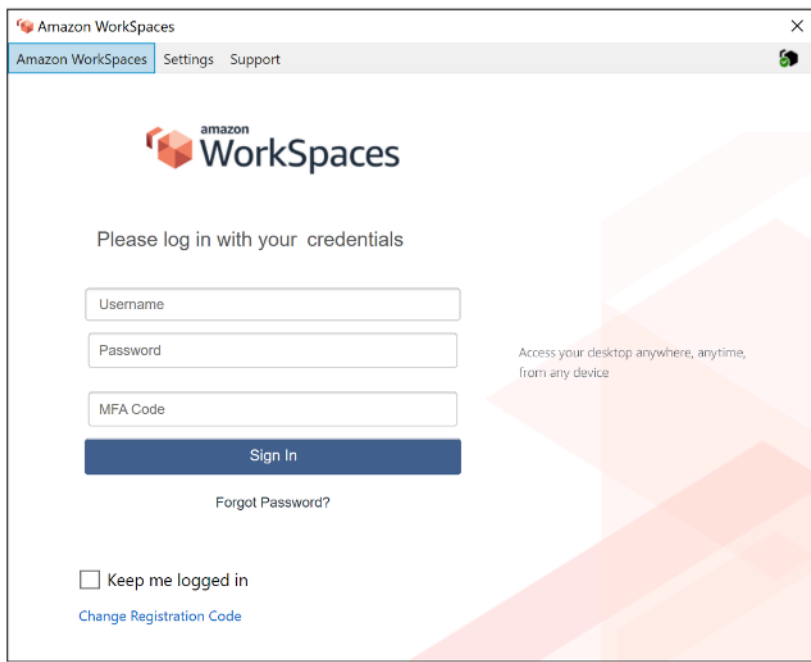 Amazon WorkSpaces
Amazon WorkSpaces Settings Support
amazon
WorkSpaces
Please log in with your credentials
Username
Password
MFA Code
Sign In
Forgot Password?
Access your desktop anywhere, anytime,
from any device
Keep me logged in
Change Registration Code